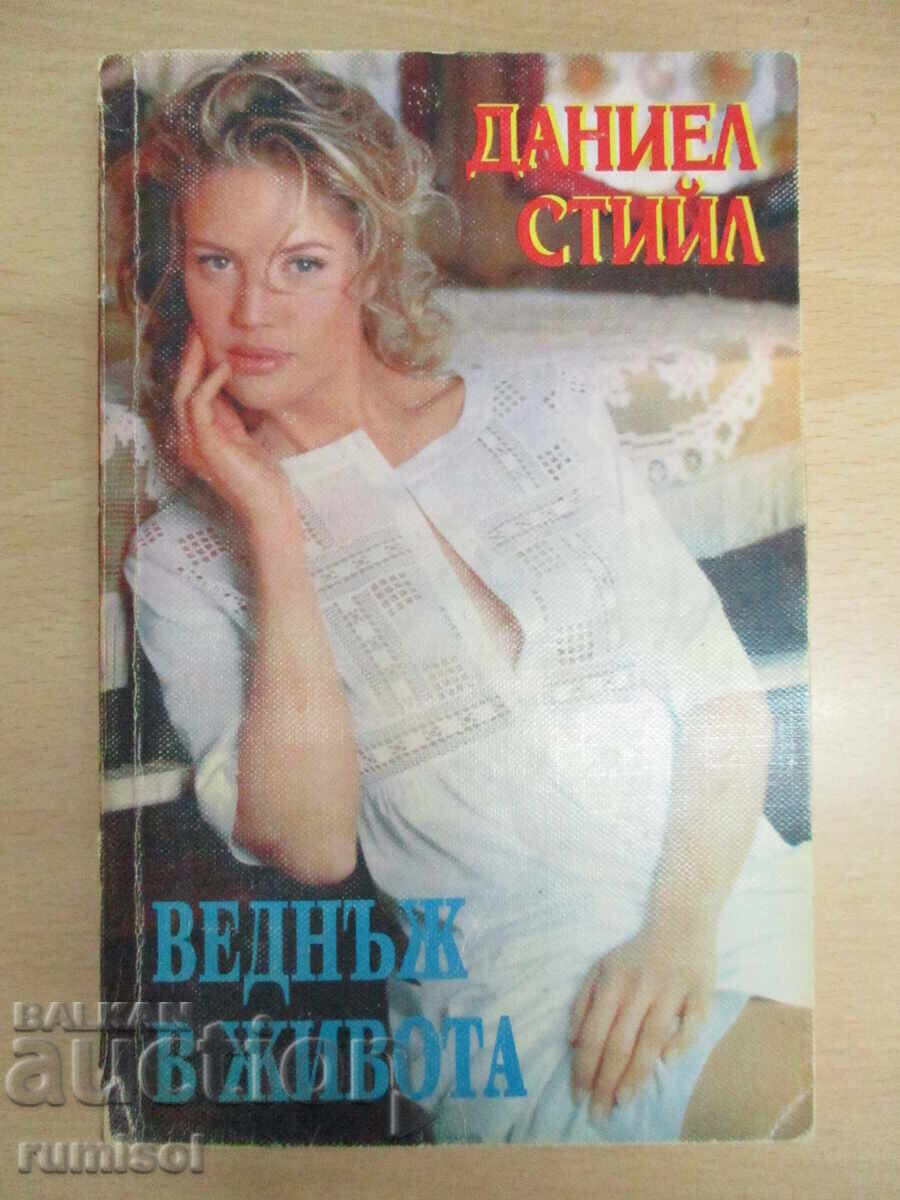 ДАНИЕЛ
СТИЙЛ
ВЕДНЪЖ
В ЖИВОТА
BALKAN
auction
rumisol